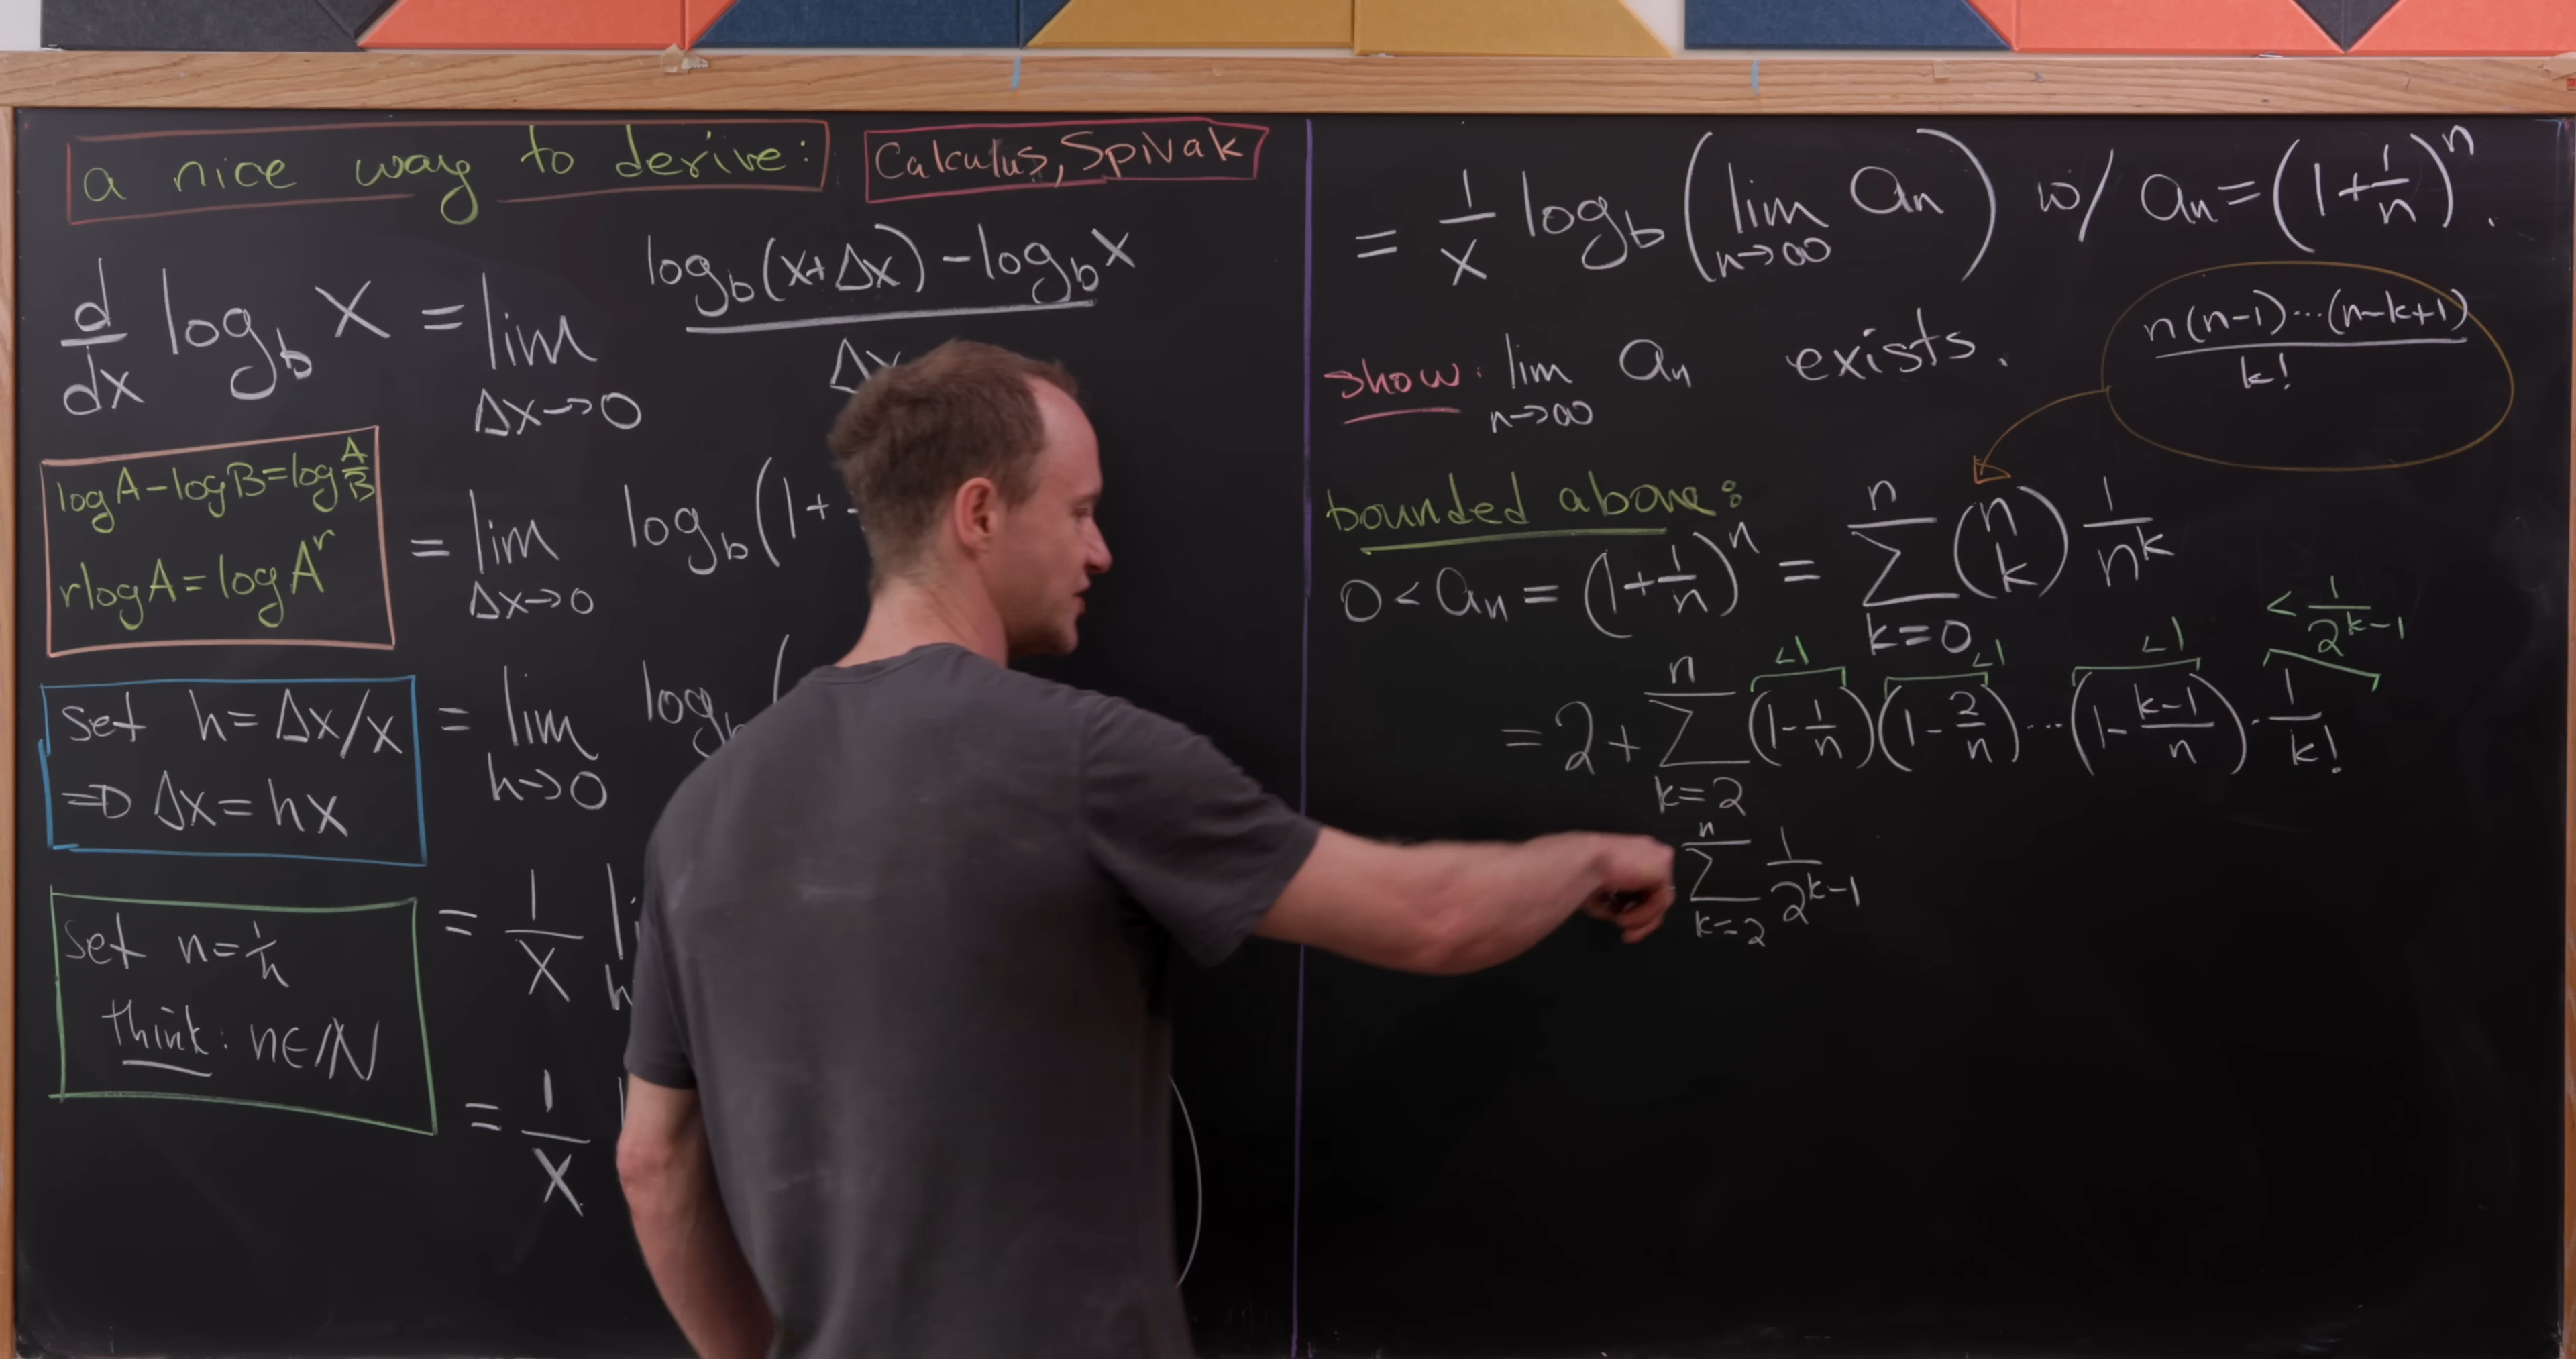 a nice way to derive:
Calculus, Spivak
d/dx log_b x = lim_{Δx→0} (log_b(x+Δx) - log_b x)/Δx
log A - log B = log A/B
r log A = log A^r
= lim_{Δx→0} log_b(1+
Set h = Δx/x
⇒ Δx = hx
= lim_{h→0} log_b(
Set n = 1/h
think: n∈ℕ
= 1/x
= 1/x
= 1/x log_b(lim_{n→∞} a_n) w/ a_n = (1+1/n)^n.
show: lim_{n→∞} a_n exists.
n(n-1)...(n-k+1)/k!
bounded above:
0 < a_n = (1+1/n)^n = Σ_{k=0}^{n} (n k) 1/n^k
<1 <1 <1 < 1/2^{k-1}
= 2 + Σ_{k=2}^{n} (1-1/n)(1-2/n)...(1-(k-1)/n) · 1/k!
Σ_{k=2}^{n} 1/2^{k-1}